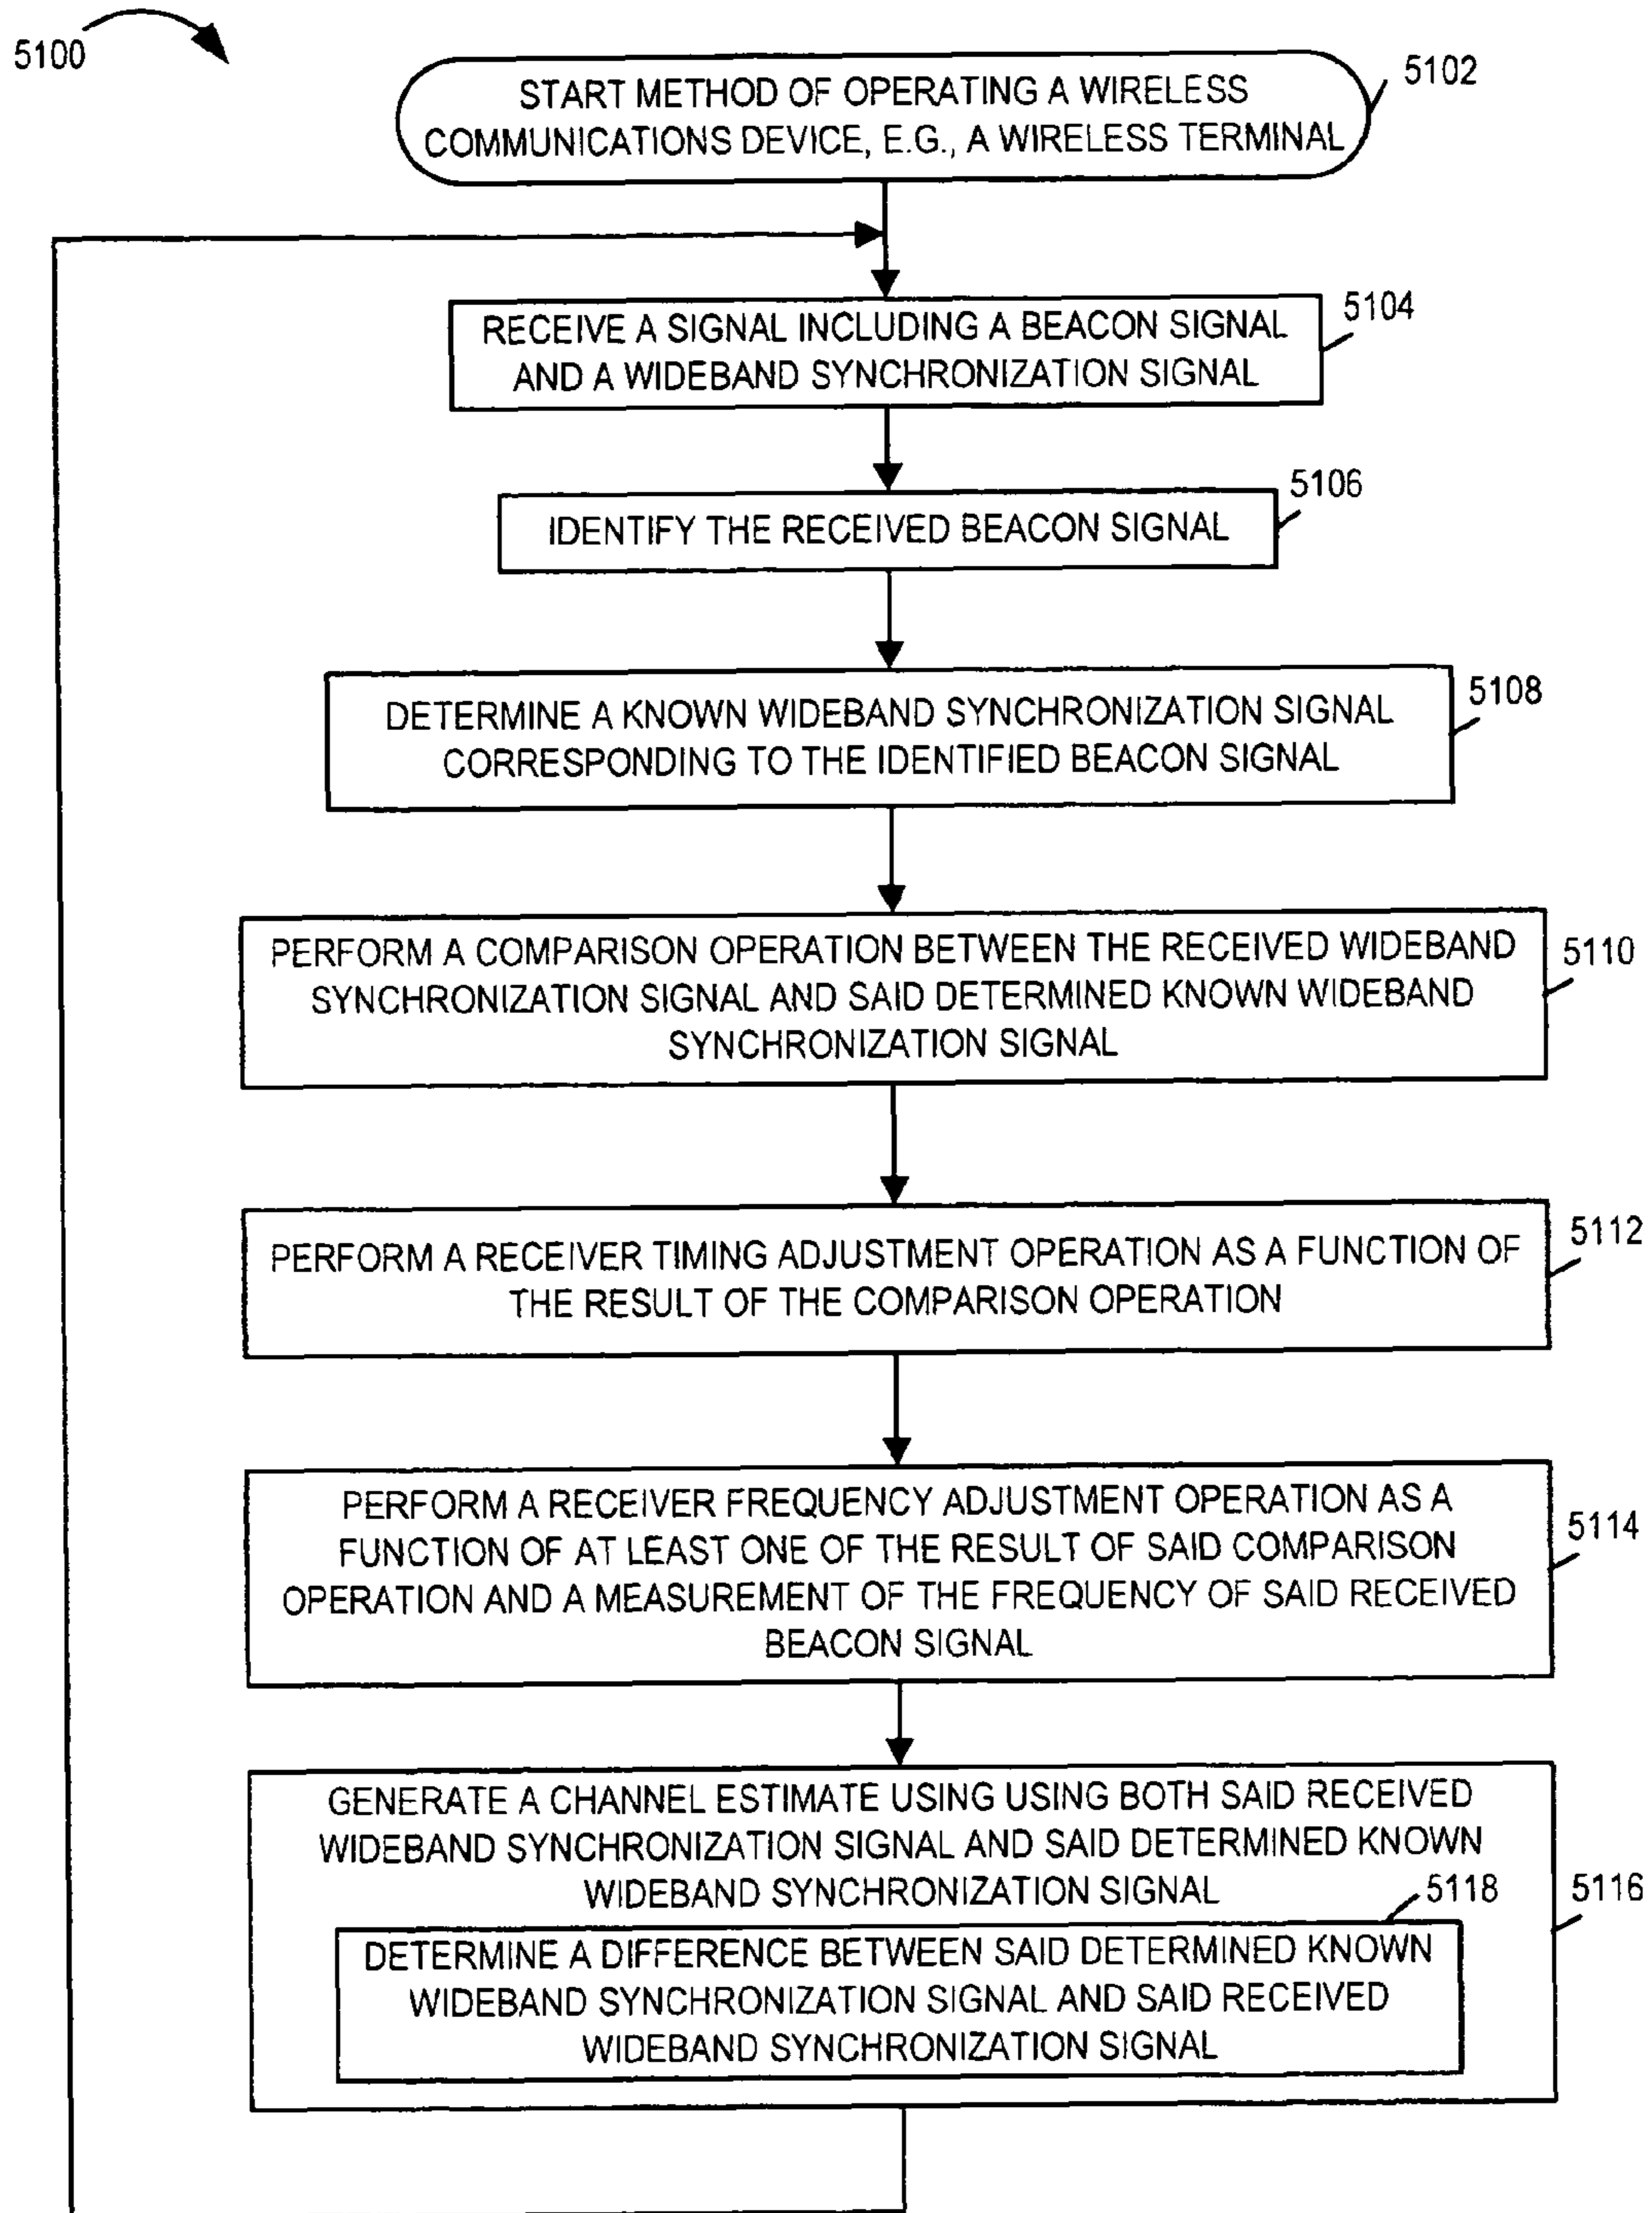 5100
START METHOD OF OPERATING A WIRELESS
COMMUNICATIONS DEVICE, E.G., A WIRELESS TERMINAL
5102
RECEIVE A SIGNAL INCLUDING A BEACON SIGNAL
AND A WIDEBAND SYNCHRONIZATION SIGNAL
5104
IDENTIFY THE RECEIVED BEACON SIGNAL
5106
DETERMINE A KNOWN WIDEBAND SYNCHRONIZATION SIGNAL
CORRESPONDING TO THE IDENTIFIED BEACON SIGNAL
5108
PERFORM A COMPARISON OPERATION BETWEEN THE RECEIVED WIDEBAND
SYNCHRONIZATION SIGNAL AND SAID DETERMINED KNOWN WIDEBAND
SYNCHRONIZATION SIGNAL
5110
PERFORM A RECEIVER TIMING ADJUSTMENT OPERATION AS A FUNCTION OF
THE RESULT OF THE COMPARISON OPERATION
5112
PERFORM A RECEIVER FREQUENCY ADJUSTMENT OPERATION AS A
FUNCTION OF AT LEAST ONE OF THE RESULT OF SAID COMPARISON
OPERATION AND A MEASUREMENT OF THE FREQUENCY OF SAID RECEIVED
BEACON SIGNAL
5114
GENERATE A CHANNEL ESTIMATE USING USING BOTH SAID RECEIVED
WIDEBAND SYNCHRONIZATION SIGNAL AND SAID DETERMINED KNOWN
WIDEBAND SYNCHRONIZATION SIGNAL
5116
5118
DETERMINE A DIFFERENCE BETWEEN SAID DETERMINED KNOWN
WIDEBAND SYNCHRONIZATION SIGNAL AND SAID RECEIVED
WIDEBAND SYNCHRONIZATION SIGNAL